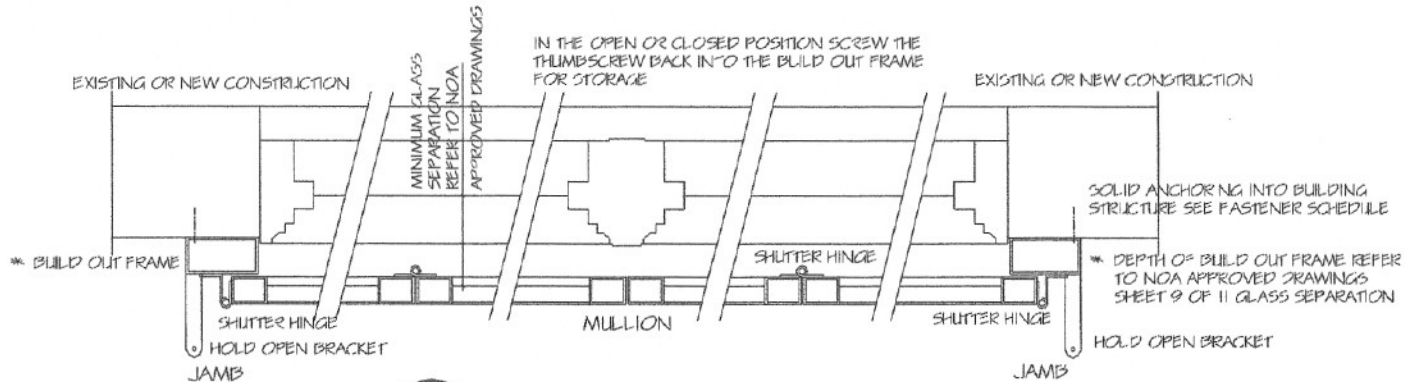 EXISTING OR NEW CONSTRUCTION
MINIMUM GLASS
SEPARATION
REFER TO NOA
APPROVED DRAWINGS
IN THE OPEN OR CLOSED POSITION SCREW THE
THUMBSCREW BACK INTO THE BUILD OUT FRAME
FOR STORAGE
EXISTING OR NEW CONSTRUCTION
SOLID ANCHORING INTO BUILDING
STRUCTURE SEE FASTENER SCHEDULE
* BUILD OUT FRAME
SHUTTER HINGE
* DEPTH OF BUILD OUT FRAME REFER
TO NOA APPROVED DRAWINGS
SHEET 9 OF 11 GLASS SEPARATION
SHUTTER HINGE
MULLION
SHUTTER HINGE
HOLD OPEN BRACKET
HOLD OPEN BRACKET
JAMB
JAMB